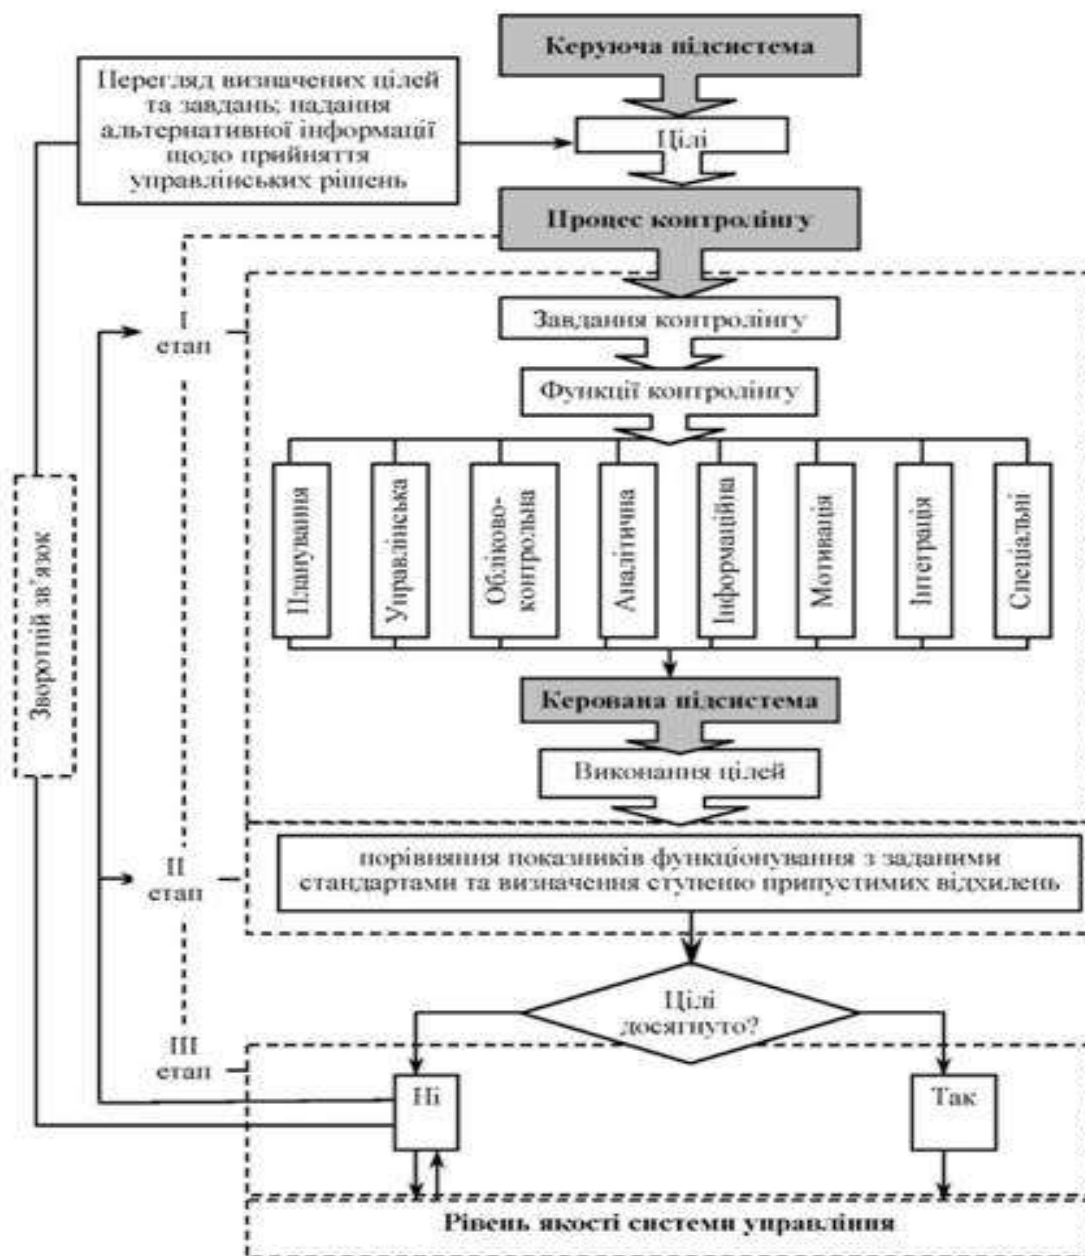 Керуюча підсистема
Перегляд визначених цілей
та завдань; надання
альтернативної інформації
щодо прийняття
управлінських рішень
Цілі
Процес контролінгу
І
етап
Завдання контролінгу
Функції контролінгу
Планування
Управлінська
Обліково-
контрольна
Аналітична
Інформаційна
Мотивація
Інтеграція
Спеціальні
Зворотній зв'язок
Керована підсистема
Виконання цілей
ІІ
етап
порівняння показників функціонування з заданими
стандартами та визначення ступеню припустимих відхилень
Цілі
досягнуто?
ІІІ
етап
Ні
Так
Рівень якості системи управління